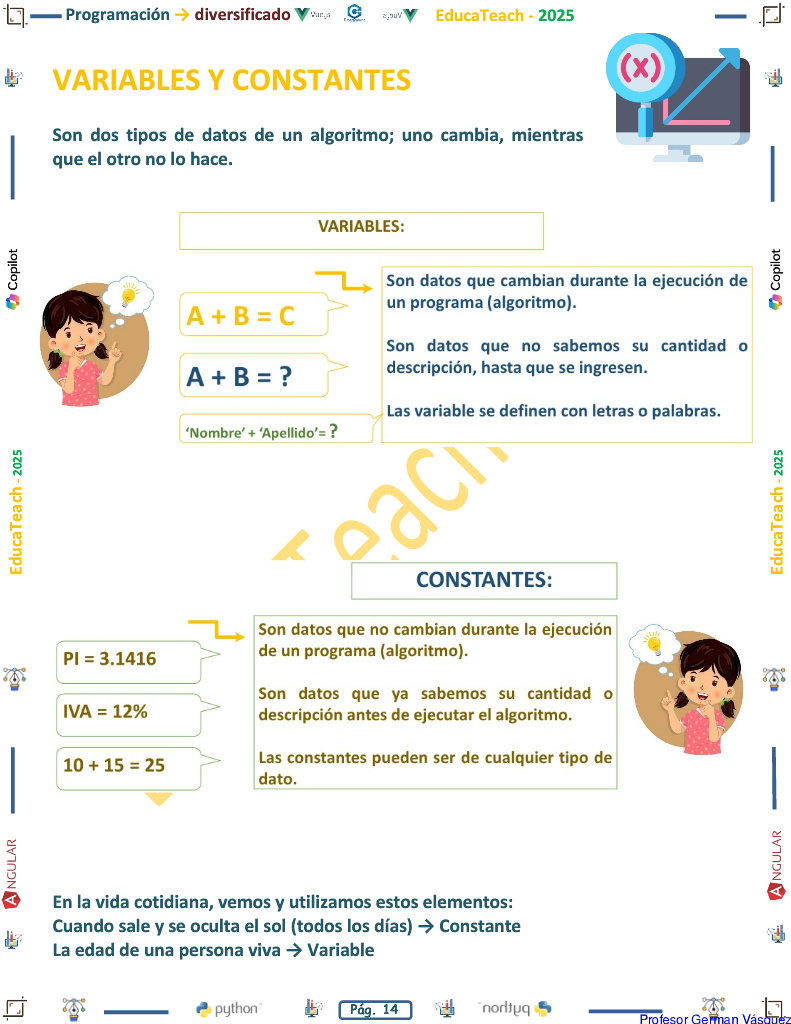 Programación → diversificado Vue.js EducaTeach - 2025
VARIABLES Y CONSTANTES
(x)
Son dos tipos de datos de un algoritmo; uno cambia, mientras
que el otro no lo hace.
VARIABLES:
A + B = C
A + B = ?
‘Nombre’ + ‘Apellido’= ?
Son datos que cambian durante la ejecución de
un programa (algoritmo).
Son datos que no sabemos su cantidad o
descripción, hasta que se ingresen.
Las variable se definen con letras o palabras.
Teach
CONSTANTES:
PI = 3.1416
IVA = 12%
10 + 15 = 25
Son datos que no cambian durante la ejecución
de un programa (algoritmo).
Son datos que ya sabemos su cantidad o
descripción antes de ejecutar el algoritmo.
Las constantes pueden ser de cualquier tipo de
dato.
En la vida cotidiana, vemos y utilizamos estos elementos:
Cuando sale y se oculta el sol (todos los días) → Constante
La edad de una persona viva → Variable
Copilot
EducaTeach - 2025
ANGULAR
Copilot
EducaTeach - 2025
ANGULAR
python
Pág. 14
python
Profesor German Vásquez